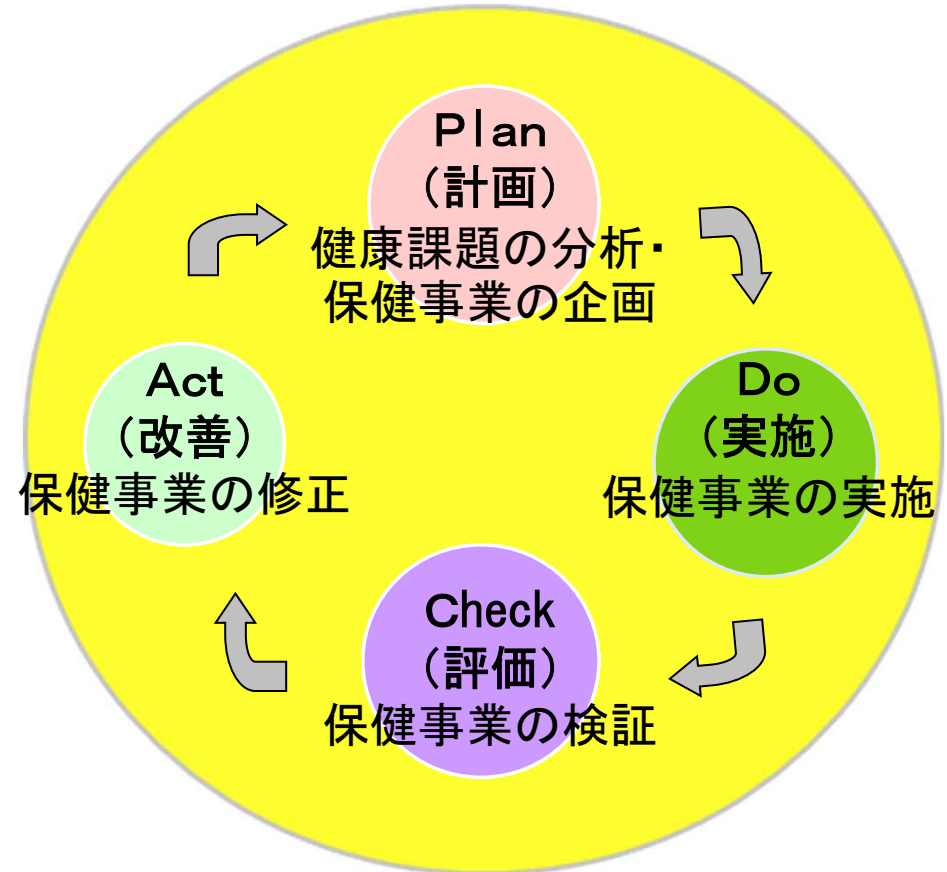 Plan
（計画）
健康課題の分析・
保健事業の企画
Do
（実施）
保健事業の実施
Check
（評価）
保健事業の検証
Act
（改善）
保健事業の修正